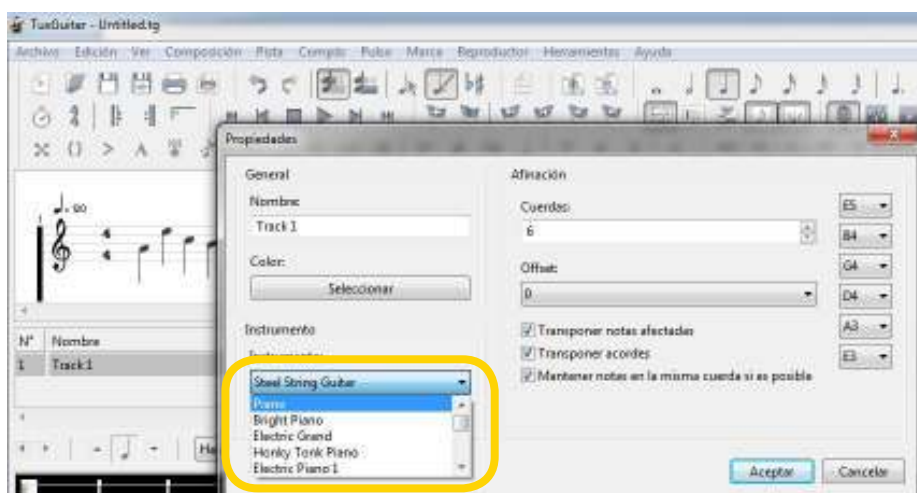 TuxGuitar - Untitled.tg
Archivo Edición Ver Composición Pista Compás Pulso Marca Reproductor Herramientas Ayuda
Propiedades
General
Nombre:
Track 1
Color:
Seleccionar
Instrumento
Instrumento:
Steel String Guitar
Piano
Bright Piano
Electric Grand
Honky Tonk Piano
Electric Piano 1
Afinación
Cuerdas:
6
Offset:
0
Transponer notas afectadas
Transponer acordes
Mantener notas en la misma cuerda si es posible
E5
B4
G4
D4
A3
E3
Aceptar Cancelar
N° Nombre
1 Track 1